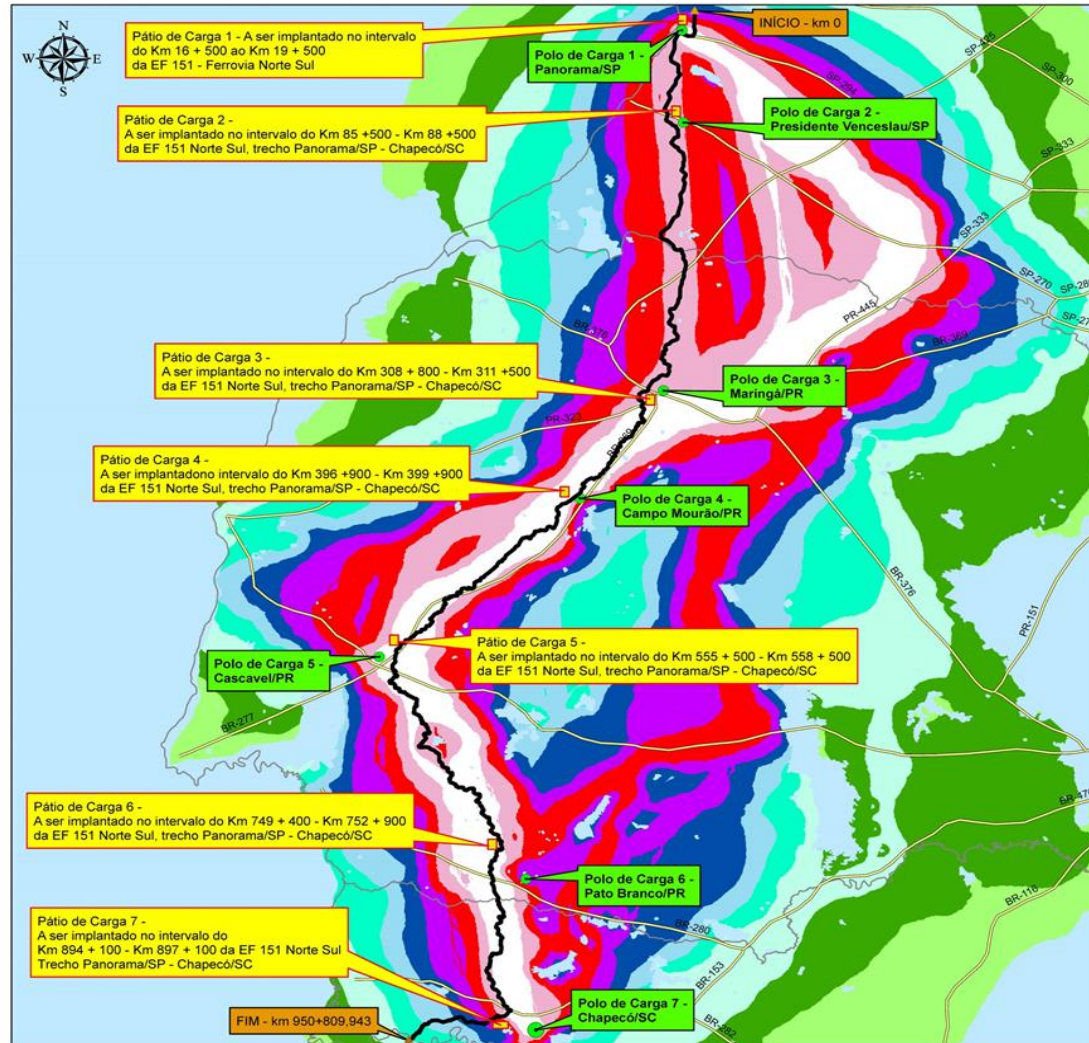 N
W E
S
Pátio de Carga 1 - A ser implantado no intervalo
do Km 16 + 500 ao Km 19 + 500
da EF 151 - Ferrovia Norte Sul
INÍCIO - km 0
Polo de Carga 1 -
Panorama/SP
SP-425
SP-300
SP-294
Pátio de Carga 2 -
A ser implantado no intervalo do Km 85 +500 - Km 88 +500
da EF 151 Norte Sul, trecho Panorama/SP - Chapecó/SC
Polo de Carga 2 -
Presidente Venceslau/SP
SP-333
SP-333
SP-270
SP-28
SP-27
PR-445
BR-369
BR-376
Pátio de Carga 3 -
A ser implantado no intervalo do Km 308 + 800 - Km 311 +500
da EF 151 Norte Sul, trecho Panorama/SP - Chapecó/SC
Polo de Carga 3 -
Maringá/PR
PR-323
Pátio de Carga 4 -
A ser implantadono intervalo do Km 396 +900 - Km 399 +900
da EF 151 Norte Sul, trecho Panorama/SP - Chapecó/SC
Polo de Carga 4 -
Campo Mourão/PR
BR-376
PR-151
Pátio de Carga 5 -
A ser implantado no intervalo do Km 555 + 500 - Km 558 + 500
da EF 151 Norte Sul, trecho Panorama/SP - Chapecó/SC
Polo de Carga 5 -
Cascavel/PR
BR-277
Pátio de Carga 6 -
A ser implantado no intervalo do Km 749 + 400 - Km 752 + 900
da EF 151 Norte Sul, trecho Panorama/SP - Chapecó/SC
BR-476
Polo de Carga 6 -
Pato Branco/PR
BR-116
BR-280
Pátio de Carga 7 -
A ser implantado no intervalo do
Km 894 + 100 - Km 897 + 100 da EF 151 Norte Sul
Trecho Panorama/SP - Chapecó/SC
BR-153
Polo de Carga 7 -
Chapecó/SC
BR-282
FIM - km 950+809,943